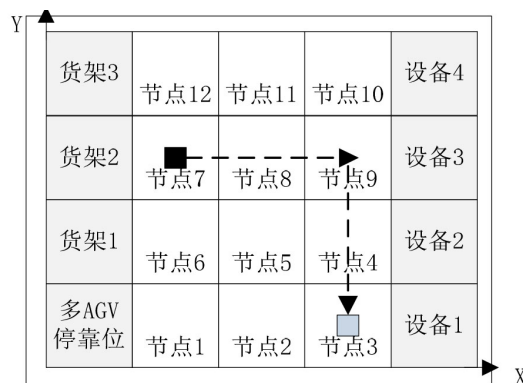 Y
货架3
节点12
节点11
节点10
设备4
货架2
节点7
节点8
节点9
设备3
货架1
节点6
节点5
节点4
设备2
多AGV
停靠位
节点1
节点2
节点3
设备1
X